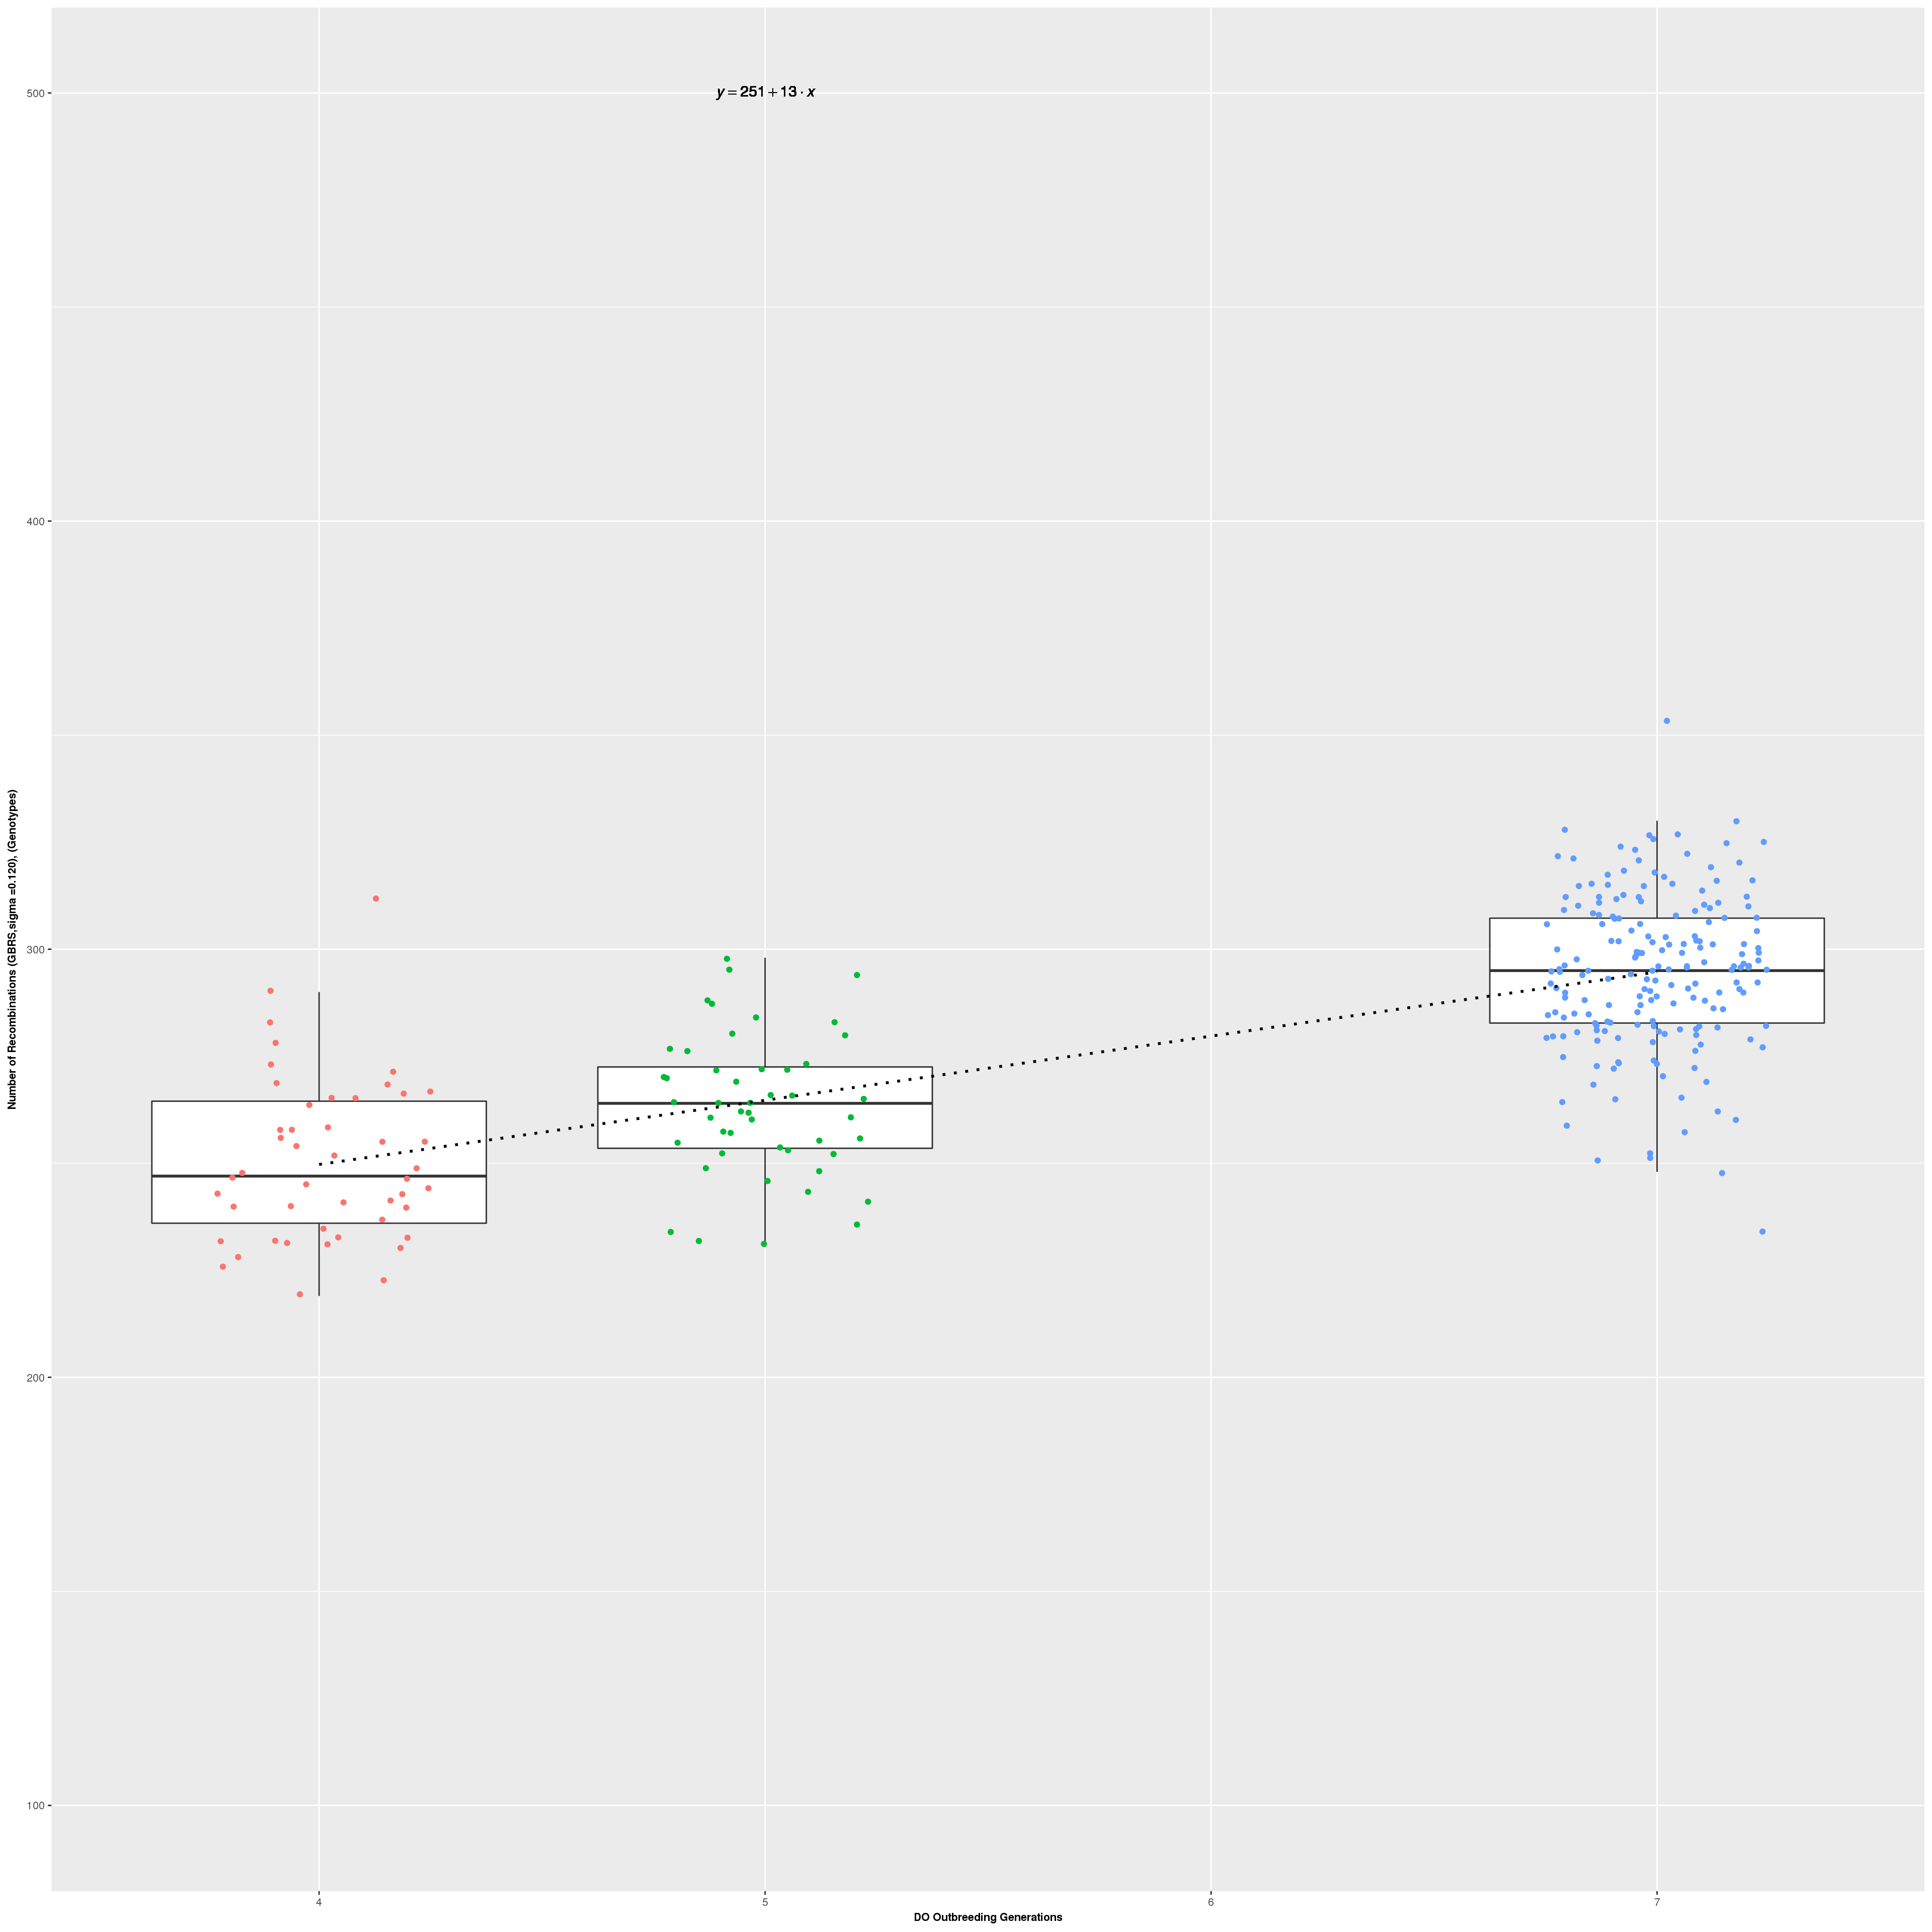 y = 251 + 13 · x
500
400
300
200
100
Number of Recombinations (GBRS,sigma =0.120), (Genotypes)
4 5 6 7
DO Outbreeding Generations